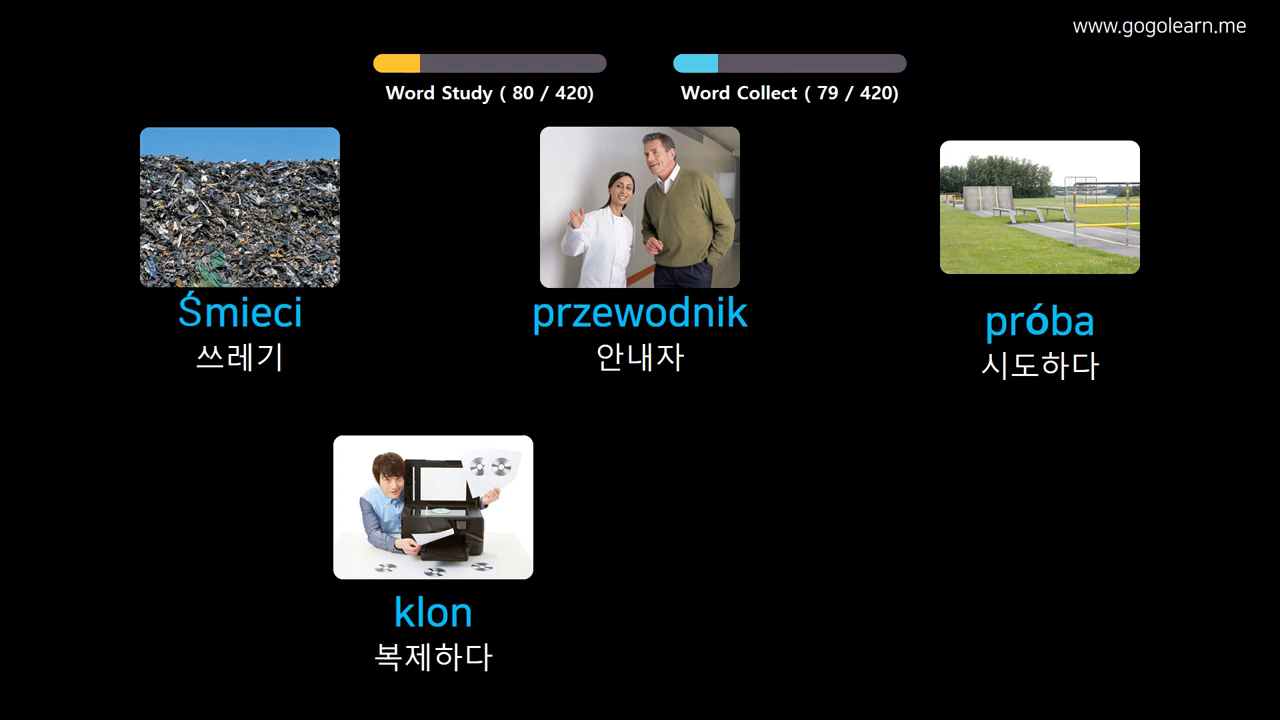 www.gogolearn.me
Word Study ( 80 / 420)
Word Collect ( 79 / 420)
Śmieci
쓰레기
przewodnik
안내자
próba
시도하다
klon
복제하다